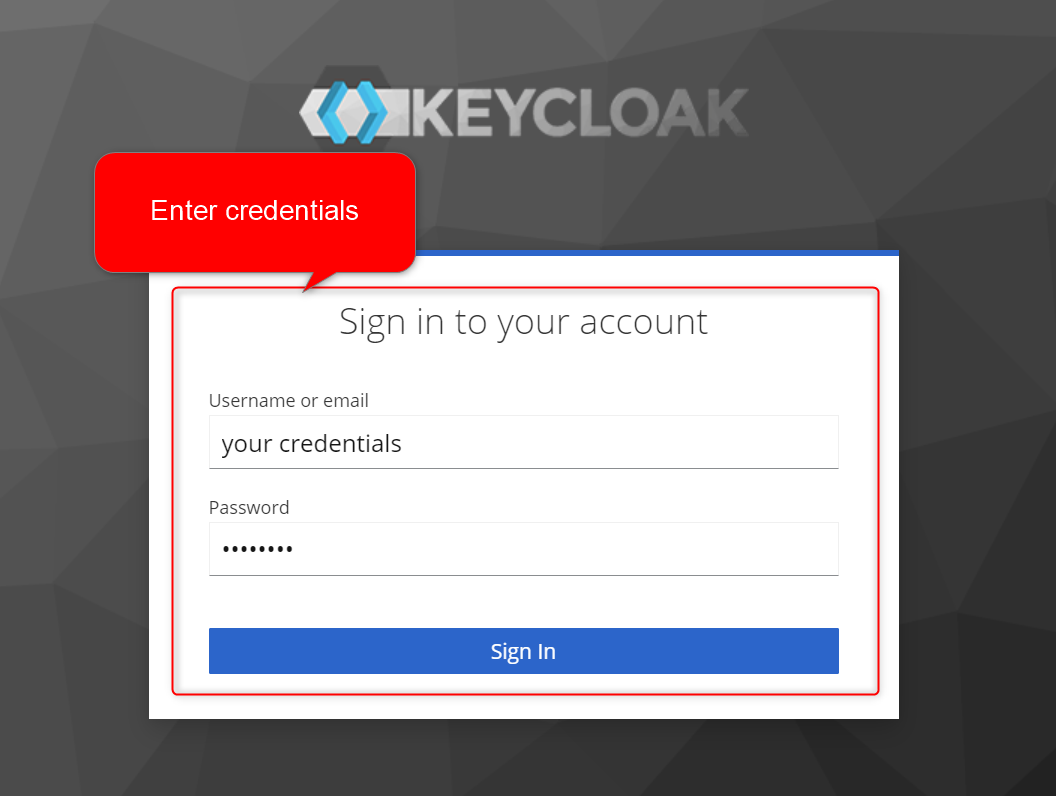 KEYCLOAK
Enter credentials
Sign in to your account
Username or email
your credentials
Password
••••••••
Sign In